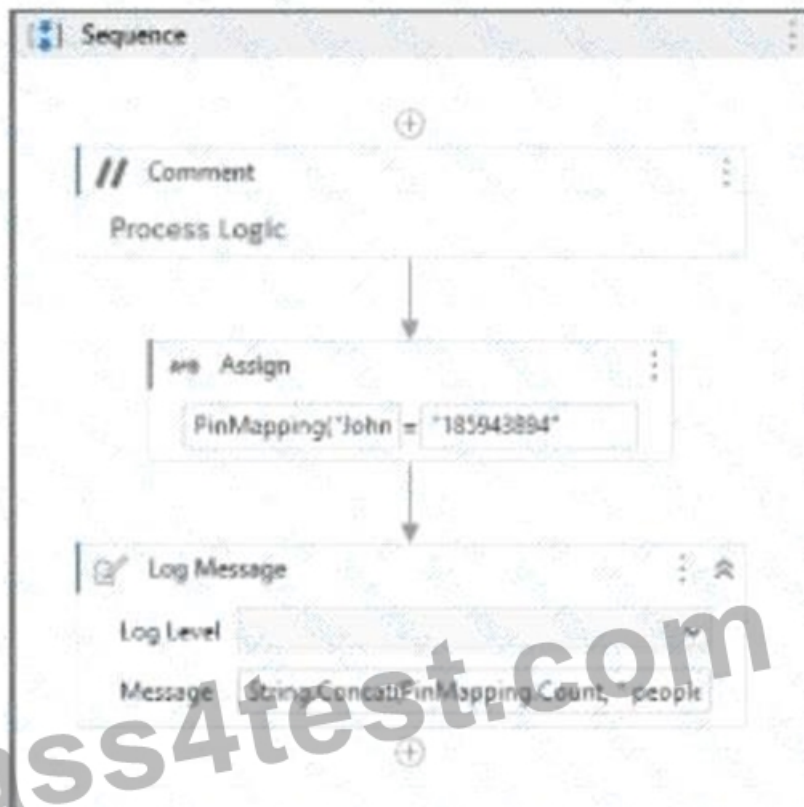 Sequence
// Comment
Process Logic
A+B Assign
PinMapping("John = "185943894"
Log Message
Log Level
Message String.Concat(PinMapping.Count, " people
ss4test.com